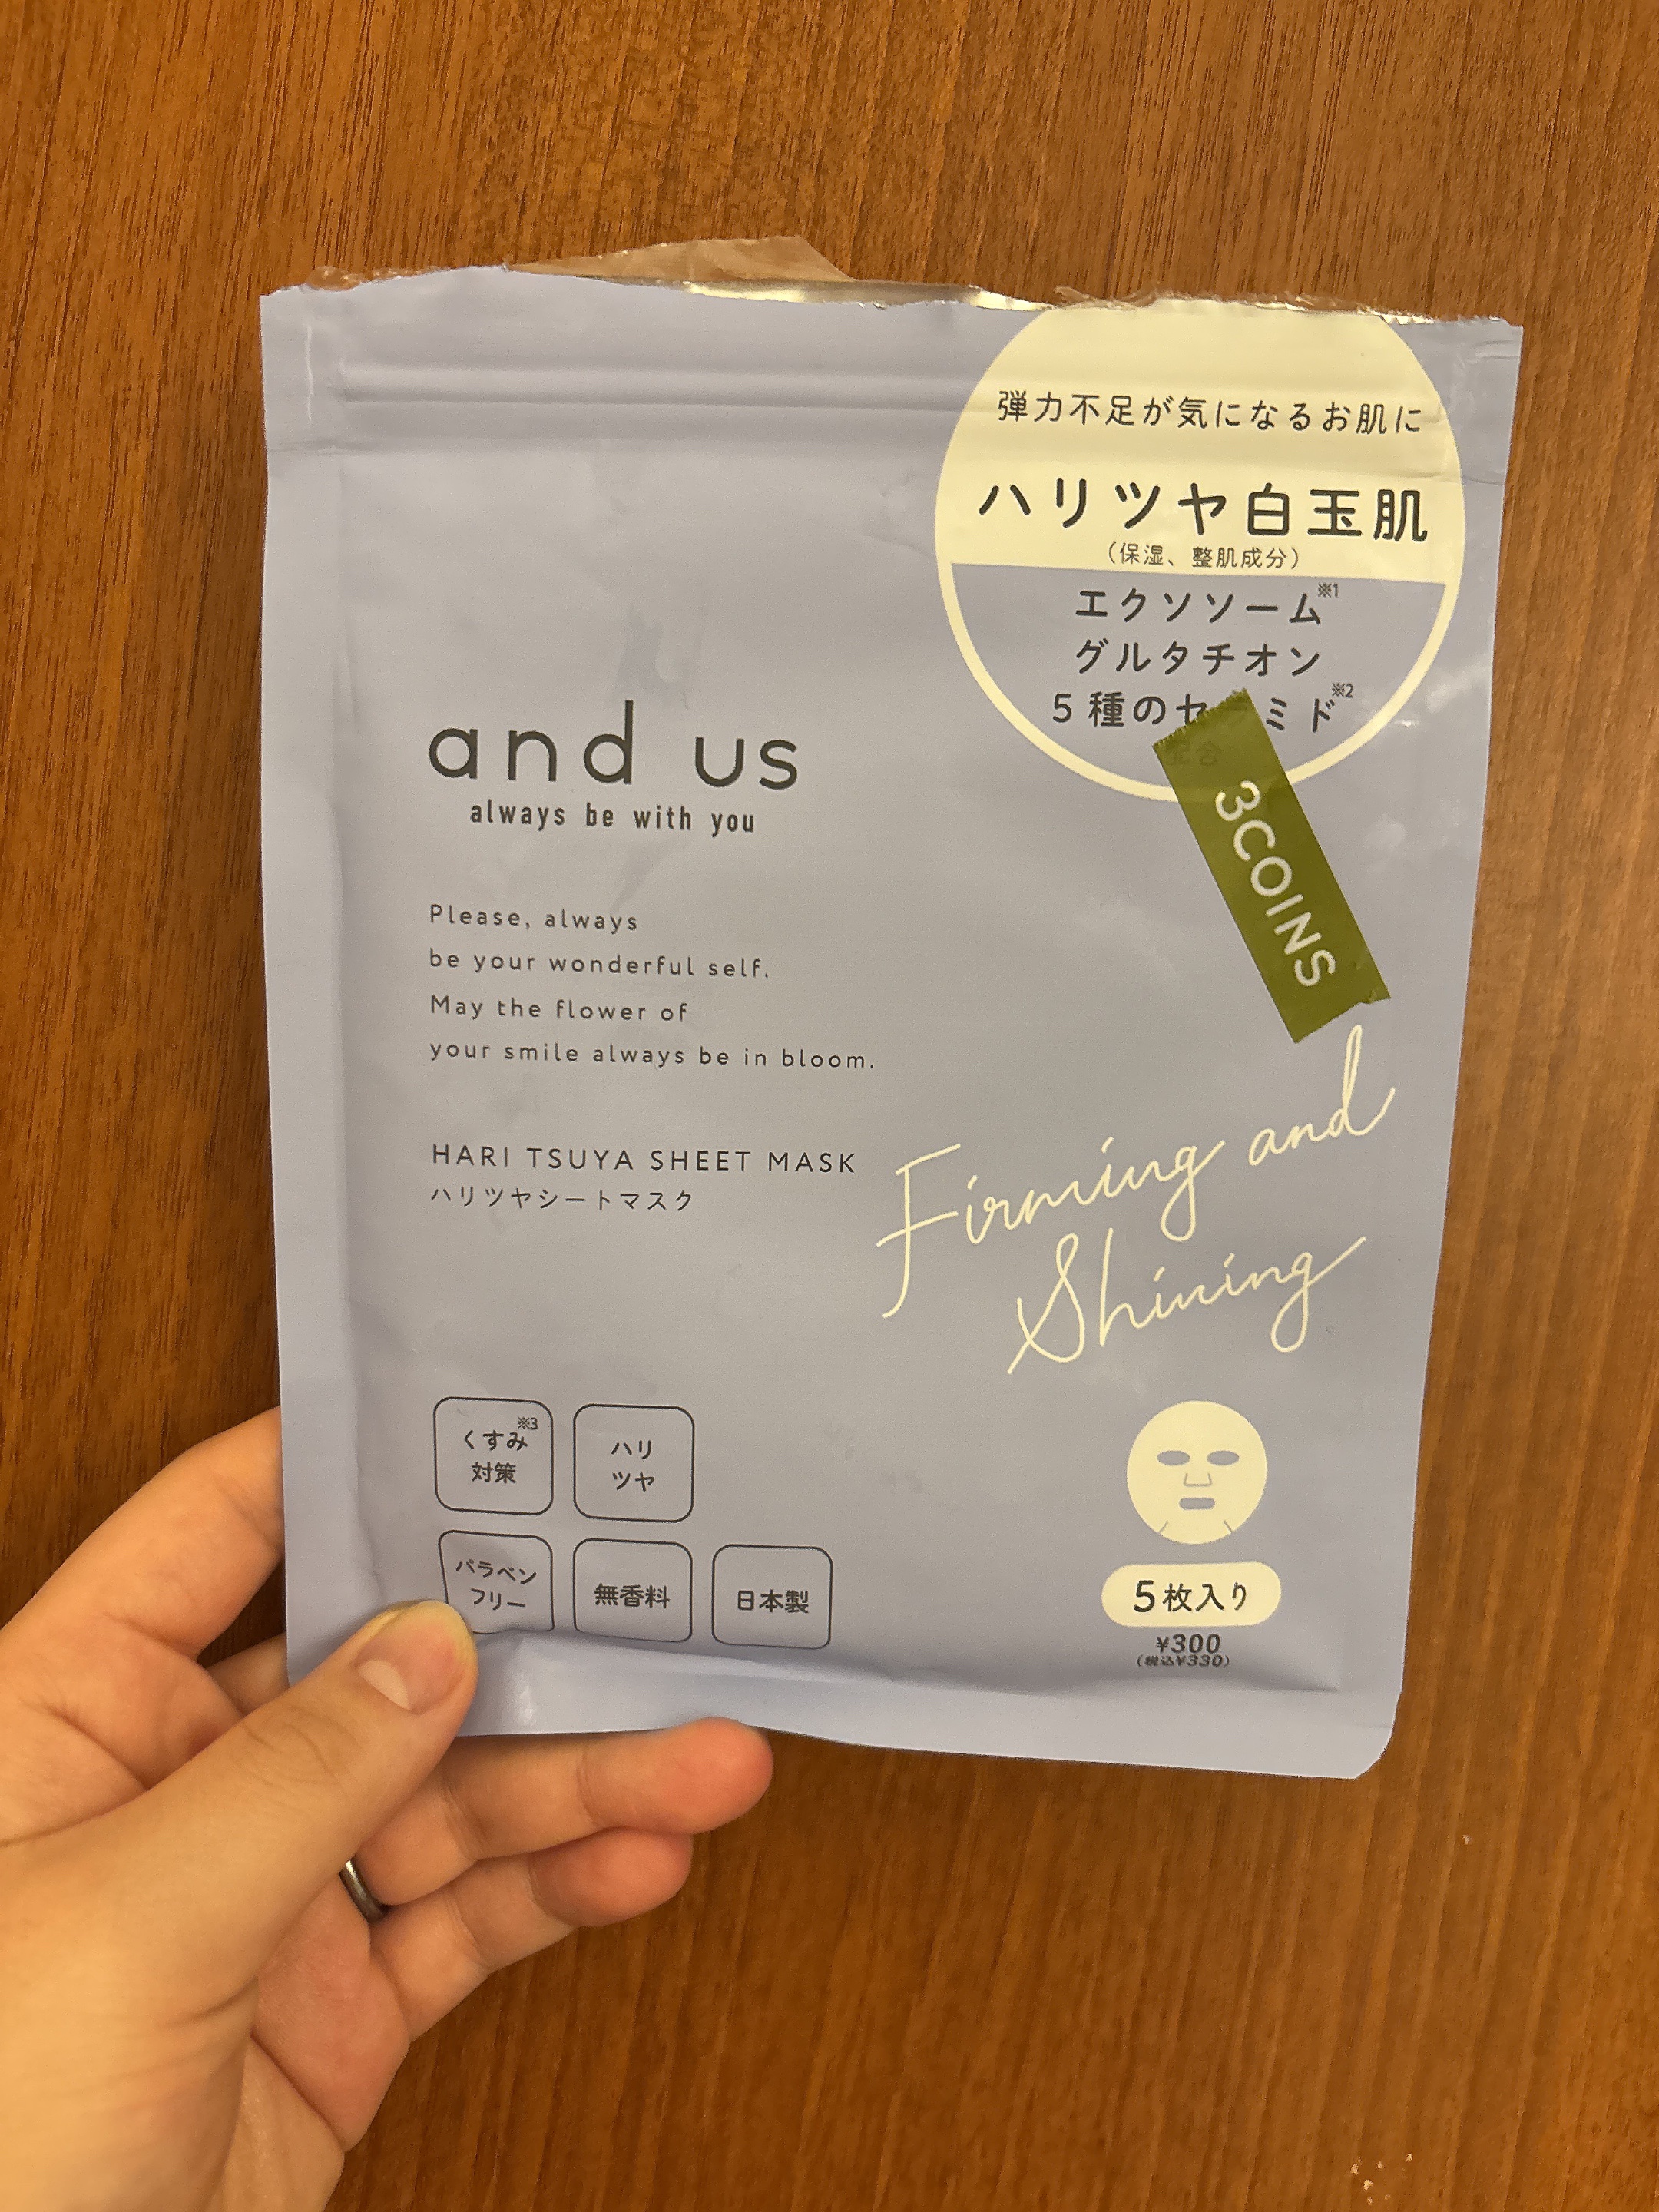 弾力不足が気になるお肌に
ハリツヤ白玉肌
(保湿、整肌成分)
エクソソーム※1
グルタチオン
5種のセラミド※2
配合
3COINS
and us
always be with you
Please, always
be your wonderful self.
May the flower of
your smile always be in bloom.
HARI TSUYA SHEET MASK
ハリツヤシートマスク
Firming and
Shining
くすみ※3
対策
ハリ
ツヤ
パラベン
フリー
無香料
日本製
5枚入り
¥300
(税込¥330)